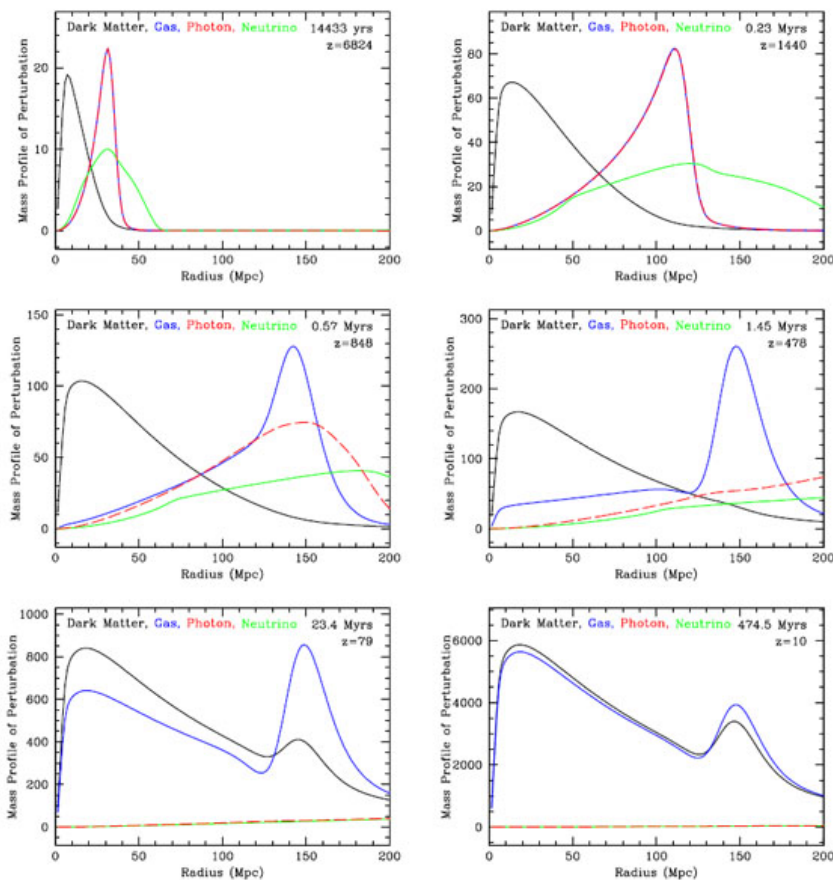 Dark Matter, Gas, Photon, Neutrino 14433 yrs
z=6824
Mass Profile of Perturbation
20
10
0
0 50 100 150 200
Radius (Mpc)
Dark Matter, Gas, Photon, Neutrino 0.23 Myrs
z=1440
Mass Profile of Perturbation
80
60
40
20
0
0 50 100 150 200
Radius (Mpc)
Dark Matter, Gas, Photon, Neutrino 0.57 Myrs
z=848
Mass Profile of Perturbation
150
100
50
0
0 50 100 150 200
Radius (Mpc)
Dark Matter, Gas, Photon, Neutrino 1.45 Myrs
z=478
Mass Profile of Perturbation
300
200
100
0
0 50 100 150 200
Radius (Mpc)
Dark Matter, Gas, Photon, Neutrino 23.4 Myrs
z=79
Mass Profile of Perturbation
1000
800
600
400
200
0
0 50 100 150 200
Radius (Mpc)
Dark Matter, Gas, Photon, Neutrino 474.5 Myrs
z=10
Mass Profile of Perturbation
6000
4000
2000
0
0 50 100 150 200
Radius (Mpc)